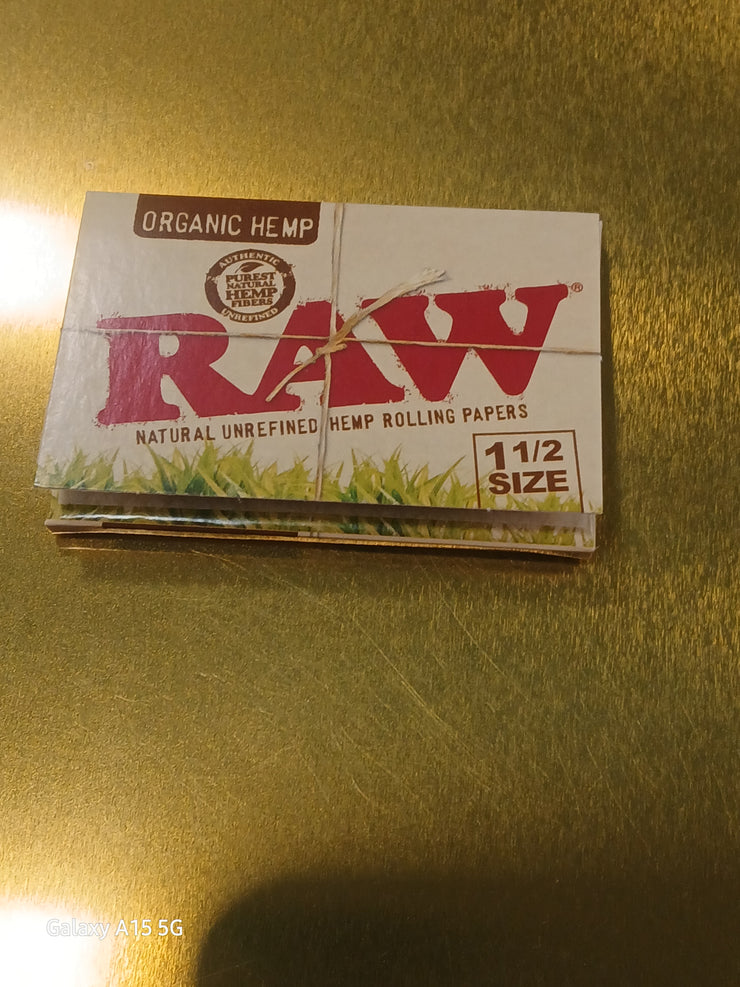 ORGANIC HEMP
AUTHENTIC
PUREST
NATURAL
HEMP
FIBERS
UNREFINED
RAW®
NATURAL UNREFINED HEMP ROLLING PAPERS
1 1/2
SIZE
Galaxy A15 5G